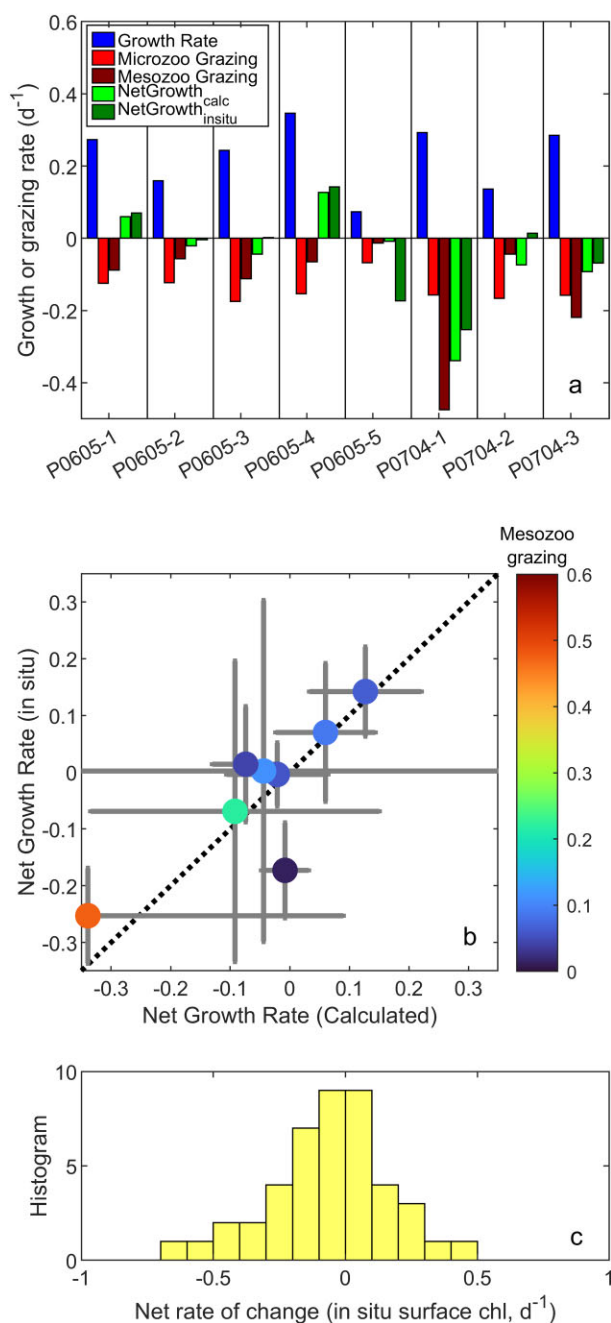 0.6
0.4
0.2
0
-0.2
-0.4
Growth or grazing rate (d-1)
Growth Rate
Microzoo Grazing
Mesozoo Grazing
NetGrowthcalc
NetGrowthinsitu
a
P0605-1
P0605-2
P0605-3
P0605-4
P0605-5
P0704-1
P0704-2
P0704-3
Mesozoo
grazing
0.6
0.5
0.4
0.3
0.2
0.1
0
0.3
0.2
0.1
0
-0.1
-0.2
-0.3
Net Growth Rate (in situ)
b
-0.3 -0.2 -0.1 0 0.1 0.2 0.3
Net Growth Rate (Calculated)
10
5
0
Histogram
c
-1 -0.5 0 0.5 1
Net rate of change (in situ surface chl, d-1)